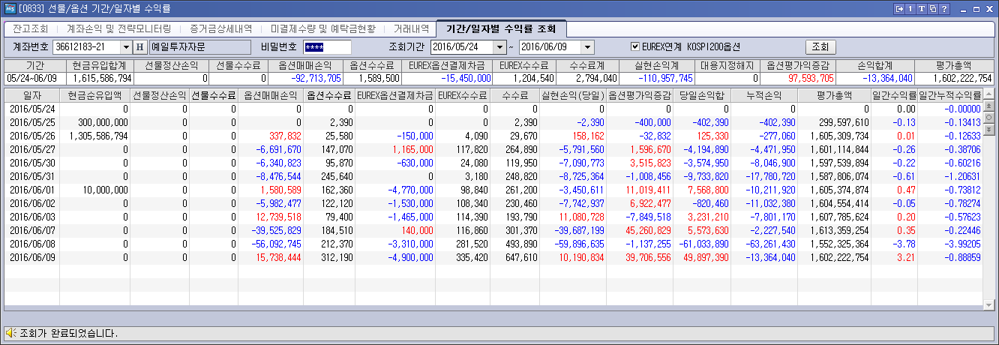 [0833] 선물/옵션 기간/일자별 수익률 1 T ?
잔고조회 계좌손익 및 전략모니터링 증거금상세내역 미결제수량 및 예탁금현황 거래내역 기간/일자별 수익률 조회
계좌번호 36612183-21 H 예일투자자문 비밀번호 **** 조회기간 2016/05/24 ~ 2016/06/09 EUREX연계 KOSPI200옵션 조회
기간 현금유입합계 선물정산손익 선물수수료 옵션매매손익 옵션수수료 EUREX옵션결제차금 EUREX수수료 수수료계 실현손익계 대용지정해지 옵션평가익증감 손익합계 평가총액
05/24~06/09 1,615,586,794 0 0 -92,713,705 1,589,500 -15,450,000 1,204,540 2,794,040 -110,957,745 0 97,593,705 -13,364,040 1,602,222,754
일자 현금순유입액 선물정산손익 선물수수료 옵션매매손익 옵션수수료 EUREX옵션결제차금 EUREX수수료 수수료 실현손익(당일) 옵션평가익증감 당일손익합 누적손익 평가총액 일간수익률 일간누적수익률
2016/05/24 0 0 0 0 0 0 0 0 0 0 0 0 0 0.00 -0.00000
2016/05/25 300,000,000 0 0 0 2,390 0 0 2,390 -2,390 -400,000 -402,390 -402,390 299,597,610 -0.13 -0.13413
2016/05/26 1,305,586,794 0 0 337,832 25,580 -150,000 4,090 29,670 158,162 -32,832 125,330 -277,060 1,605,309,734 0.01 -0.12633
2016/05/27 0 0 0 -6,691,670 147,070 1,165,000 117,820 264,890 -5,791,560 1,596,670 -4,194,890 -4,471,950 1,601,114,844 -0.26 -0.38706
2016/05/30 0 0 0 -6,340,823 95,870 -630,000 24,080 119,950 -7,090,773 3,515,823 -3,574,950 -8,046,900 1,597,539,894 -0.22 -0.60216
2016/05/31 0 0 0 -8,476,544 245,640 0 3,180 248,820 -8,725,364 -1,008,456 -9,733,820 -17,780,720 1,587,806,074 -0.61 -1.20631
2016/06/01 10,000,000 0 0 1,580,589 162,360 -4,770,000 98,840 261,200 -3,450,611 11,019,411 7,568,800 -10,211,920 1,605,374,874 0.47 -0.73812
2016/06/02 0 0 0 -5,982,477 122,120 -1,530,000 108,340 230,460 -7,742,937 6,922,477 -820,460 -11,032,380 1,604,554,414 -0.05 -0.78274
2016/06/03 0 0 0 12,739,518 79,400 -1,465,000 114,390 193,790 11,080,728 -7,849,518 3,231,210 -7,801,170 1,607,785,624 0.20 -0.57623
2016/06/07 0 0 0 -39,525,829 184,510 140,000 116,860 301,370 -39,687,199 45,260,829 5,573,630 -2,227,540 1,613,359,254 0.35 -0.22446
2016/06/08 0 0 0 -56,092,745 212,370 -3,310,000 281,520 493,890 -59,896,635 -1,137,255 -61,033,890 -63,261,430 1,552,325,364 -3.78 -3.99205
2016/06/09 0 0 0 15,738,444 312,190 -4,900,000 335,420 647,610 10,190,834 39,706,556 49,897,390 -13,364,040 1,602,222,754 3.21 -0.88859
조회가 완료되었습니다.